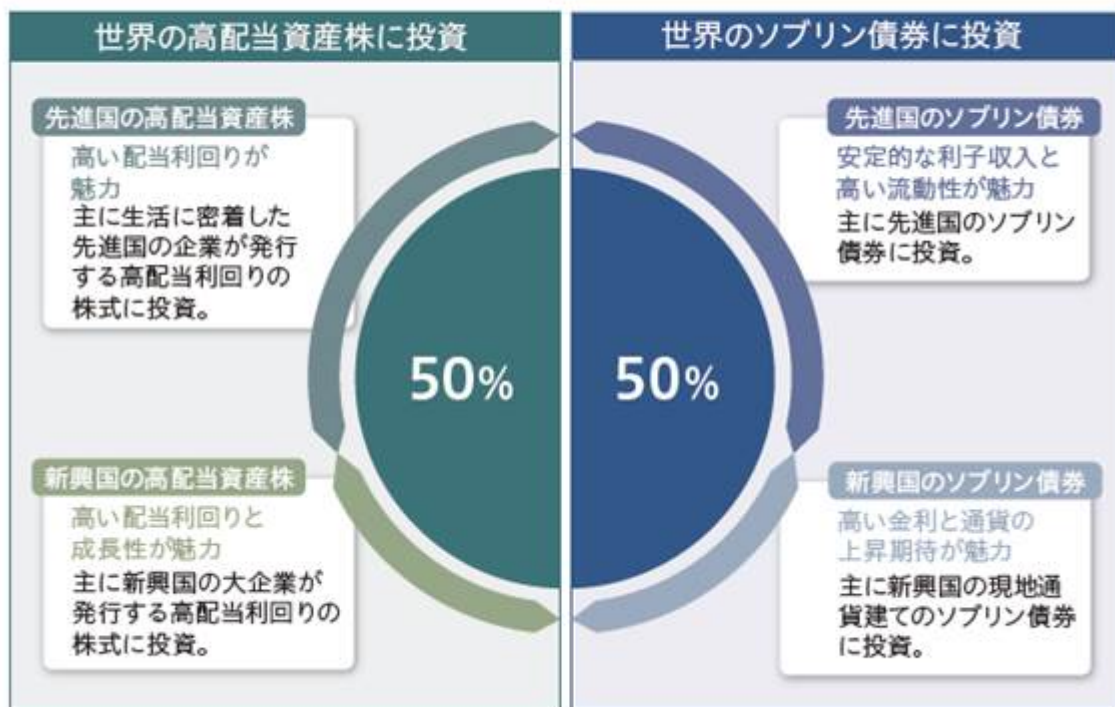 世界の高配当資産株に投資
先進国の高配当資産株
高い配当利回りが
魅力
主に生活に密着した
先進国の企業が発行
する高配当利回りの
株式に投資。
50%
新興国の高配当資産株
高い配当利回りと
成長性が魅力
主に新興国の大企業が
発行する高配当利回りの
株式に投資。
世界のソブリン債券に投資
先進国のソブリン債券
安定的な利子収入と
高い流動性が魅力
主に先進国のソブリン
債券に投資。
50%
新興国のソブリン債券
高い金利と通貨の
上昇期待が魅力
主に新興国の現地通
貨建てのソブリン債券
に投資。